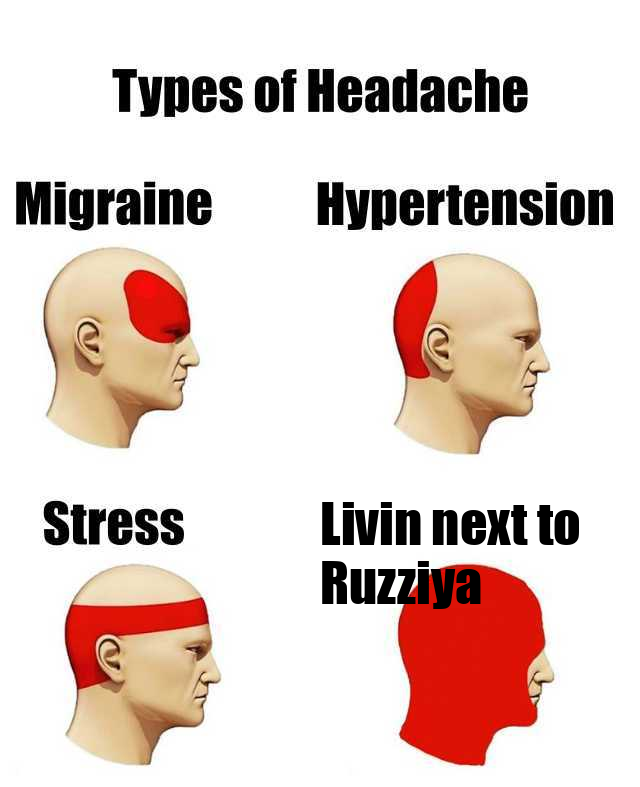 Types of Headache
Migraine
Hypertension
Stress
Livin next to
Ruzziya